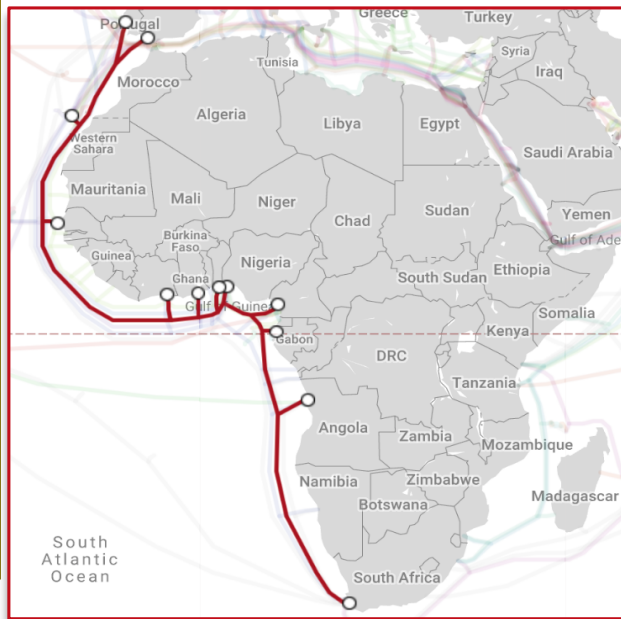 Greece
Turkey
Portugal
Syria
Tunisia
Iraq
Morocco
Algeria
Libya
Egypt
Western
Sahara
Saudi Arabia
Mauritania
Mali
Niger
Chad
Sudan
Yemen
Gulf of Ade
Burkina
Faso
Guinea
Nigeria
Ethiopia
South Sudan
Ghana
Gulf of Guinea
Somalia
Kenya
Gabon
DRC
Tanzania
Angola
Zambia
Mozambique
Namibia
Zimbabwe
Madagascar
Botswana
South
Atlantic
Ocean
South Africa